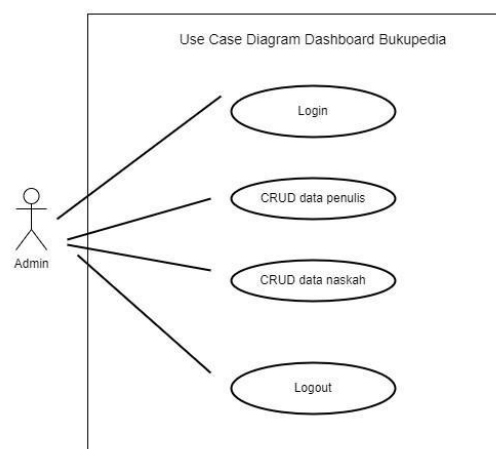 Use Case Diagram Dashboard Bukupedia
Login
CRUD data penulis
Admin
CRUD data naskah
Logout